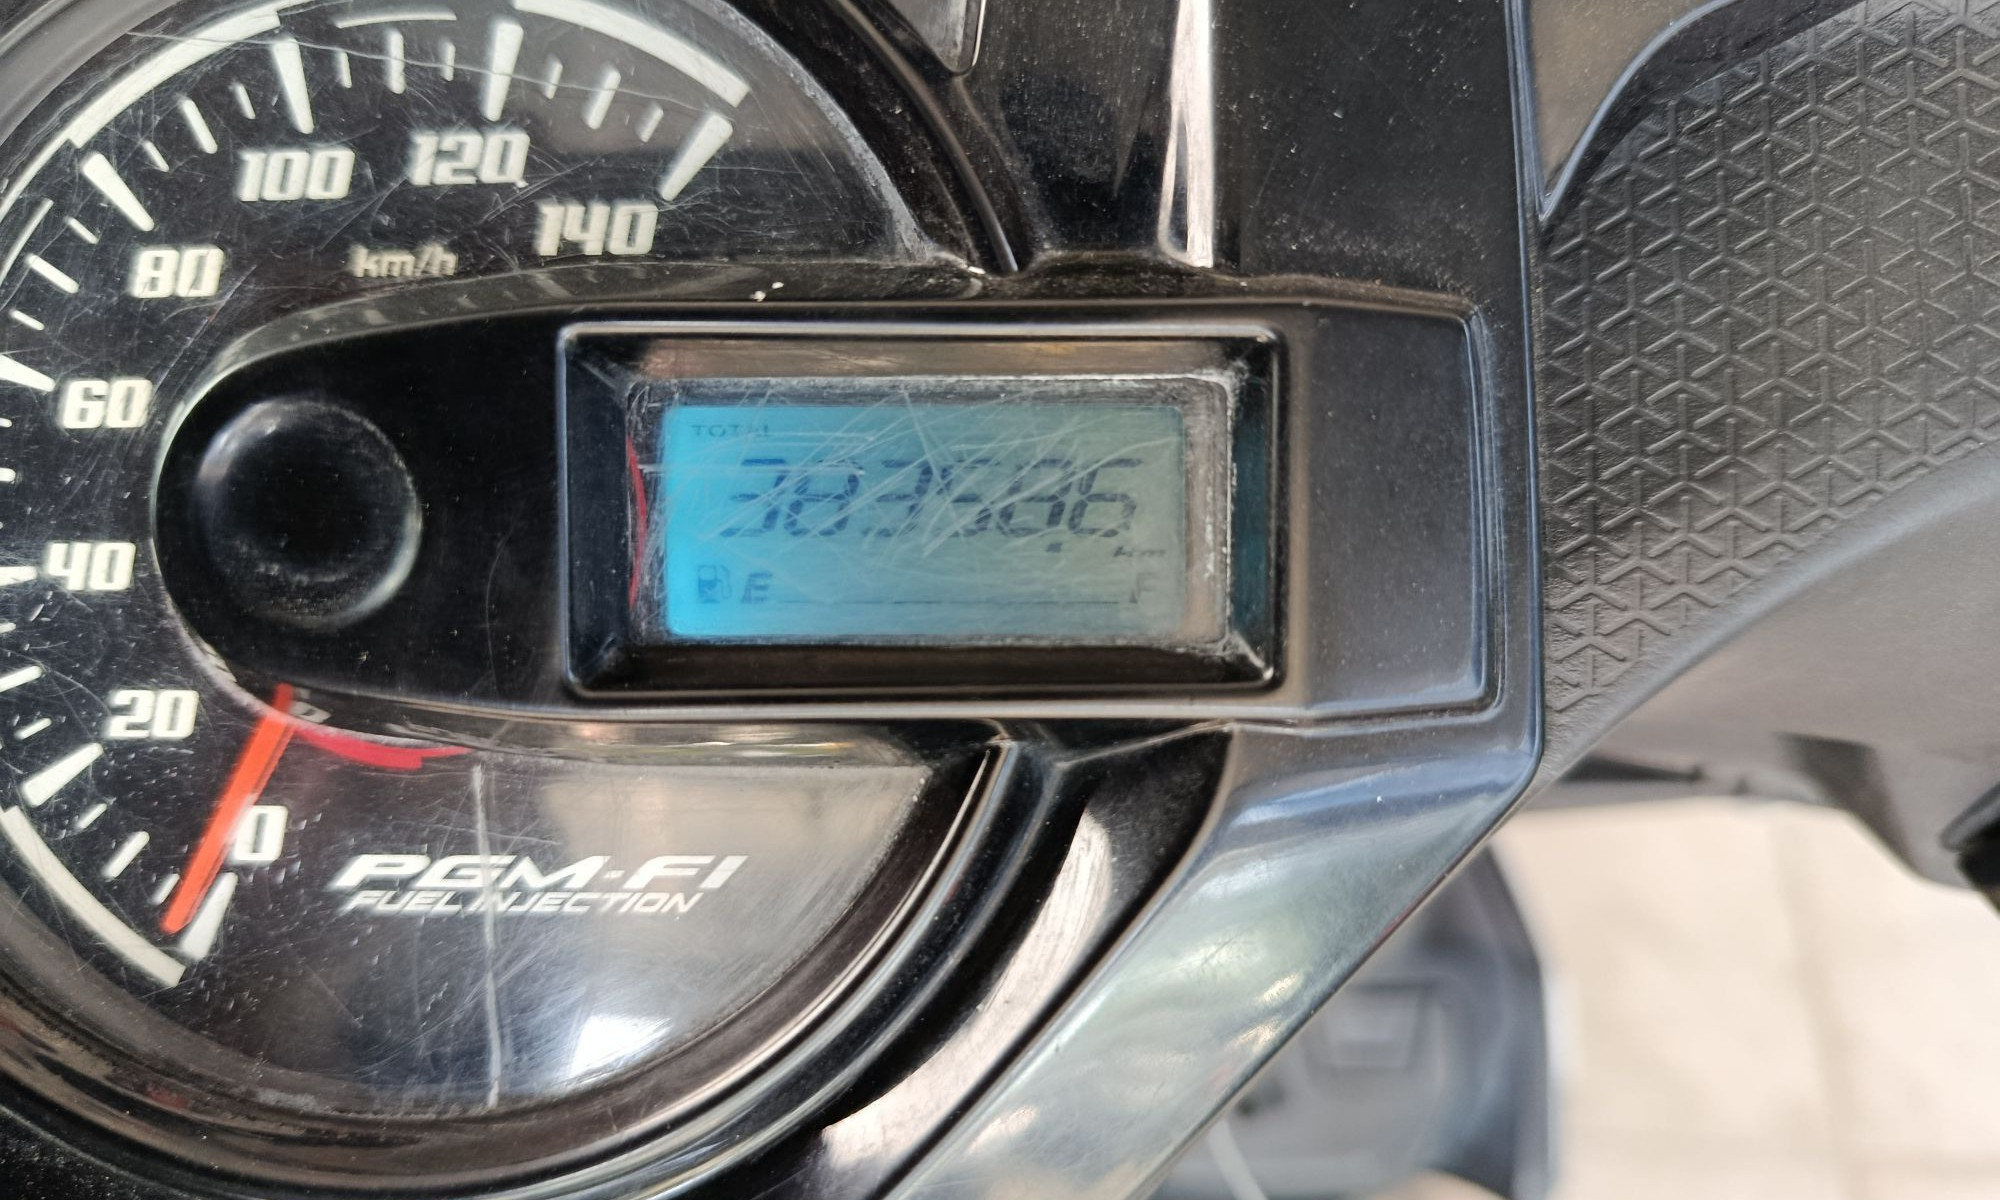 100 120
140
80 km/h
60
40
20
0
TOTAL
38358.6
km
E F
PGM-FI
FUEL INJECTION